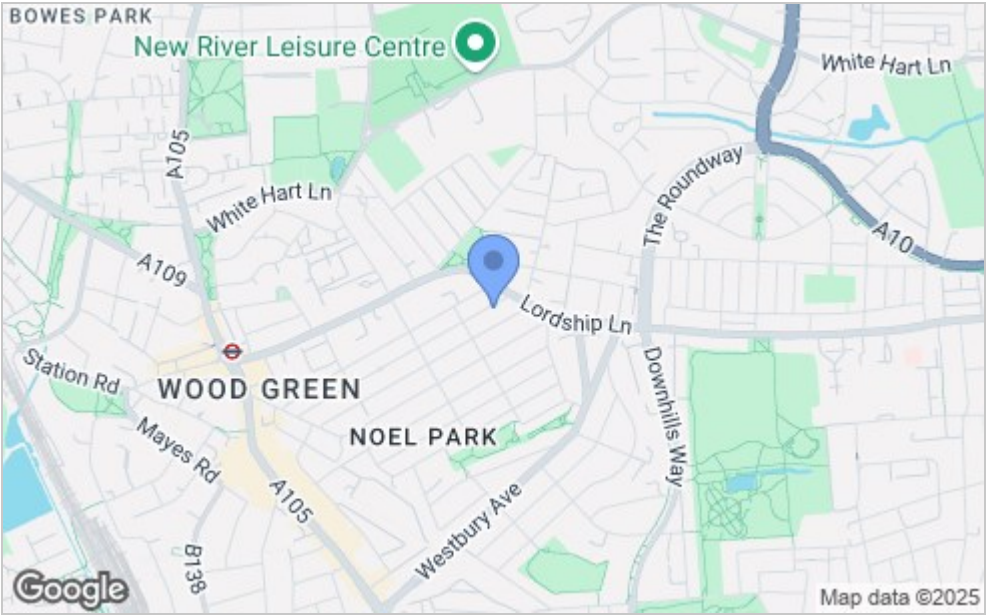 BOWES PARK
New River Leisure Centre
White Hart Ln
A105
The Roundway
White Hart Ln
A10
A109
Lordship Ln
Station Rd
WOOD GREEN
Downhills Way
Mayes Rd
NOEL PARK
A105
Westbury Ave
B138
Google
Map data ©2025